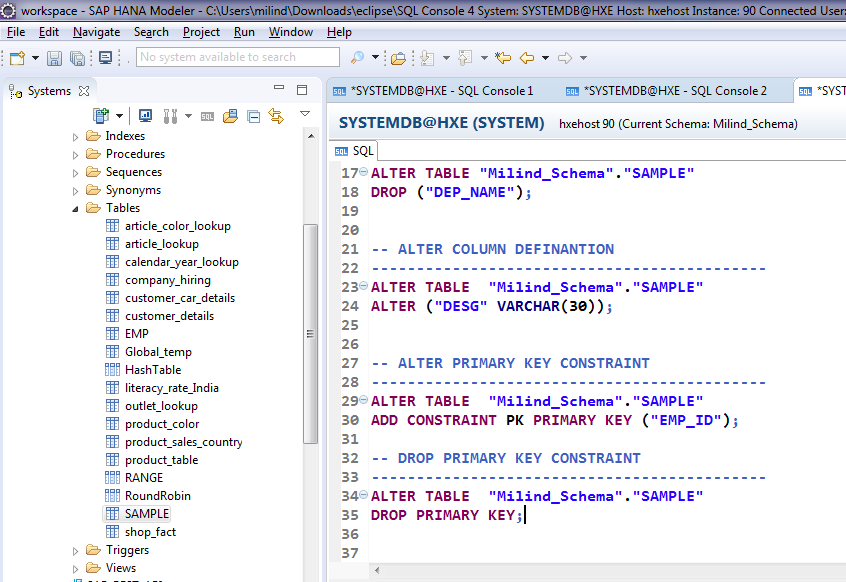 workspace - SAP HANA Modeler - C:\Users\milind\Downloads\eclipse\SQL Console 4 System: SYSTEMDB@HXE Host: hxehost Instance: 90 Connected User:
File Edit Navigate Search Project Run Window Help
No system available to search
Systems
*SYSTEMDB@HXE - SQL Console 1
*SYSTEMDB@HXE - SQL Console 2
*SYST
SYSTEMDB@HXE (SYSTEM) hxehost 90 (Current Schema: Milind_Schema)
SQL
Indexes
Procedures
Sequences
Synonyms
Tables
article_color_lookup
article_lookup
calendar_year_lookup
company_hiring
customer_car_details
customer_details
EMP
Global_temp
HashTable
literacy_rate_India
outlet_lookup
product_color
product_sales_country
product_table
RANGE
RoundRobin
SAMPLE
shop_fact
Triggers
Views
17 ALTER TABLE "Milind_Schema"."SAMPLE"
18 DROP ("DEP_NAME");
19
20
21 -- ALTER COLUMN DEFINANTION
22 --------------------------------------------
23 ALTER TABLE  "Milind_Schema"."SAMPLE"
24 ALTER ("DESG" VARCHAR(30));
25
26
27 -- ALTER PRIMARY KEY CONSTRAINT
28 --------------------------------------------
29 ALTER TABLE  "Milind_Schema"."SAMPLE"
30 ADD CONSTRAINT PK PRIMARY KEY ("EMP_ID");
31
32 -- DROP PRIMARY KEY CONSTRAINT
33 --------------------------------------------
34 ALTER TABLE  "Milind_Schema"."SAMPLE"
35 DROP PRIMARY KEY;
36
37